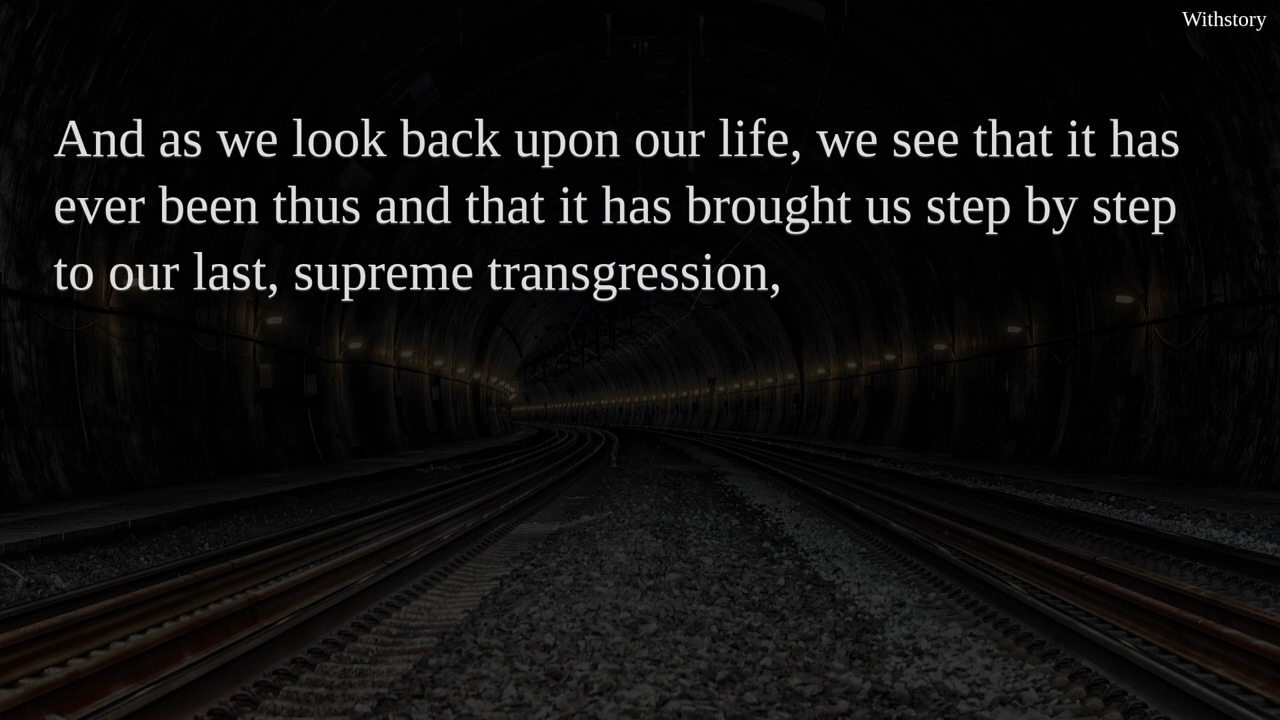 Withstory
And as we look back upon our life, we see that it has
ever been thus and that it has brought us step by step
to our last, supreme transgression,